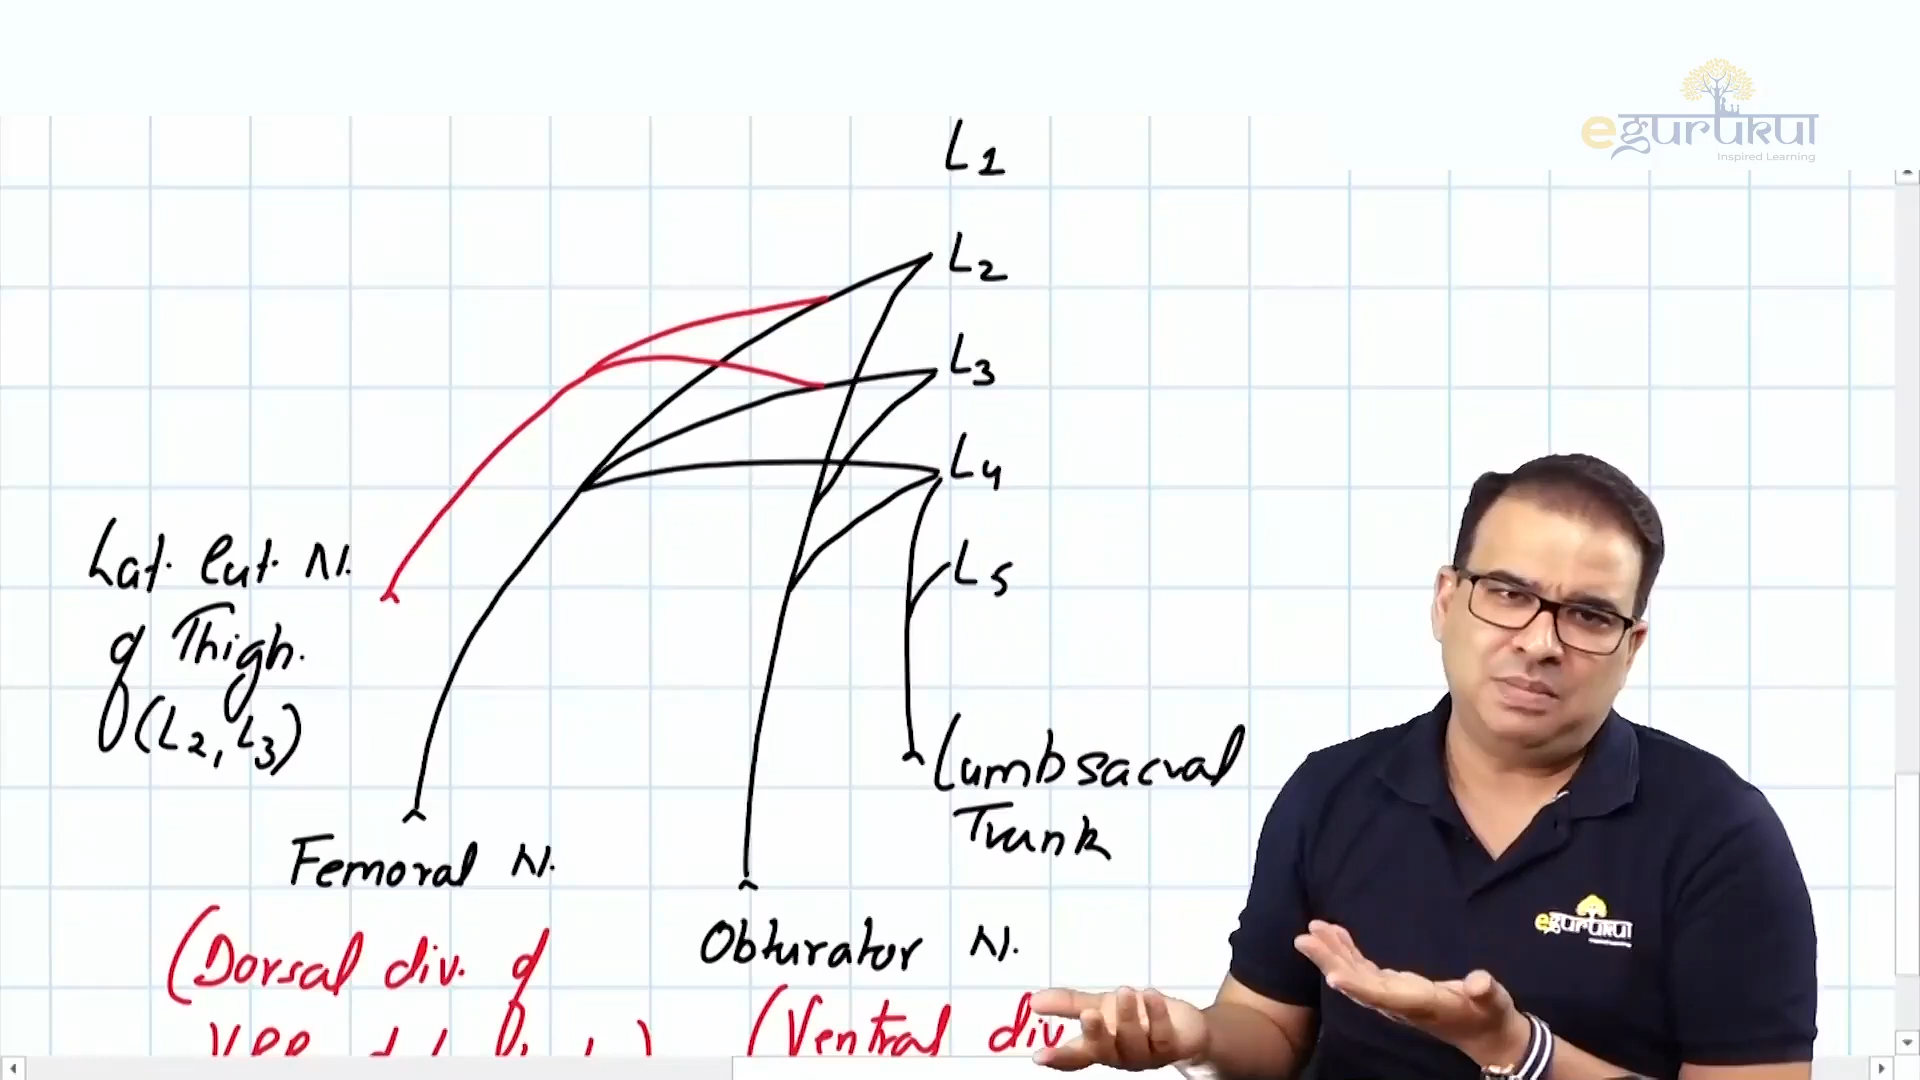 egurukul
Inspired Learning
L1
L2
L3
L4
L5
Lat. Cut. N.
of Thigh.
(L2, L3)
Lumbsacral
Trunk
Femoral N.
Obturator N.
(Dorsal div. of
(Ventral div
egurukul